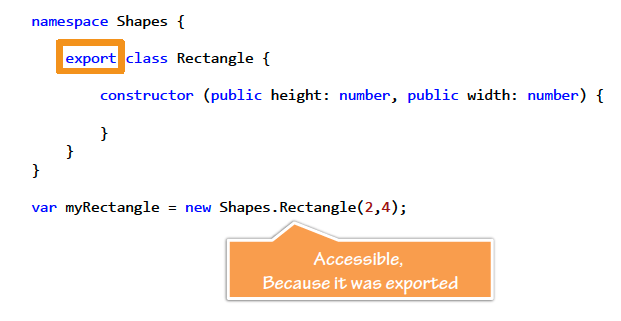 namespace Shapes {
export class Rectangle {
constructor (public height: number, public width: number) {
}
}
}
var myRectangle = new Shapes.Rectangle(2,4);
Accessible,
Because it was exported